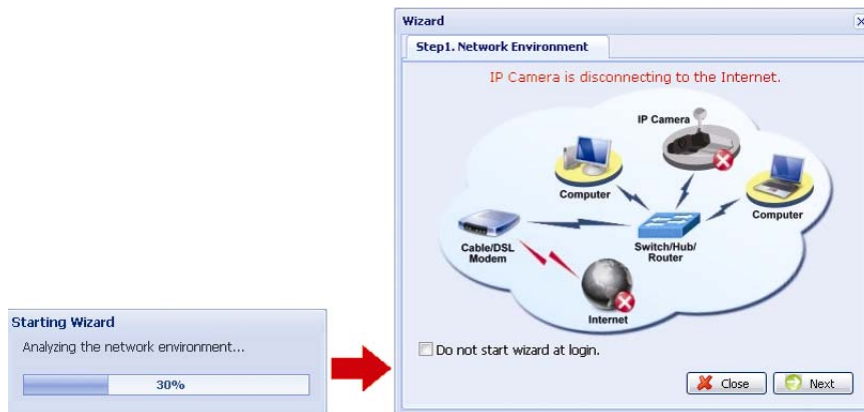 Starting Wizard
Analyzing the network environment...
30%
Wizard
Step1. Network Environment
IP Camera is disconnecting to the Internet.
IP Camera
Computer
Computer
Cable/DSL
Modem
Switch/Hub/
Router
Internet
Do not start wizard at login.
Close
Next